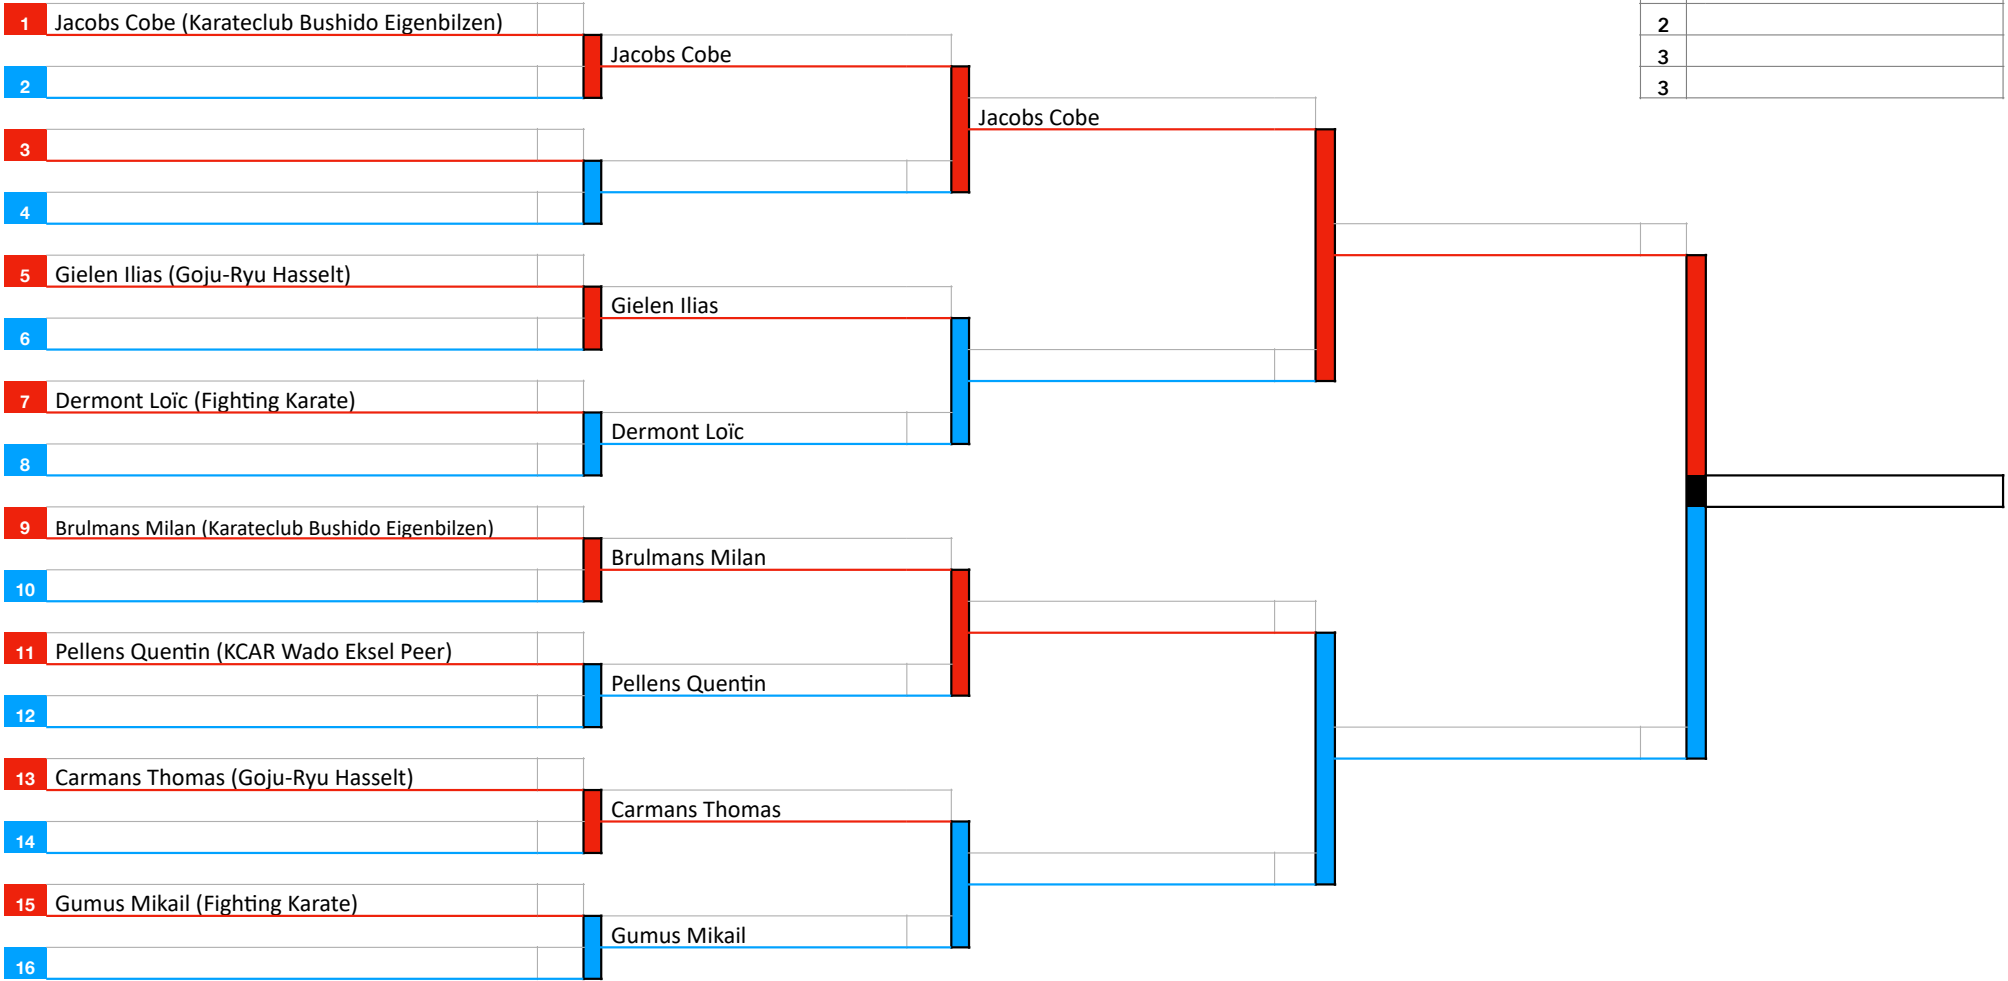 1 Jacobs Cobe (Karateclub Bushido Eigenbilzen)
2
3
4
5 Gielen Ilias (Goju-Ryu Hasselt)
6
7 Dermont Loïc (Fighting Karate)
8
9 Brulmans Milan (Karateclub Bushido Eigenbilzen)
10
11 Pellens Quentin (KCAR Wado Eksel Peer)
12
13 Carmans Thomas (Goju-Ryu Hasselt)
14
15 Gumus Mikail (Fighting Karate)
16
Jacobs Cobe
Gielen Ilias
Dermont Loïc
Brulmans Milan
Pellens Quentin
Carmans Thomas
Gumus Mikail
Jacobs Cobe
2
3
3